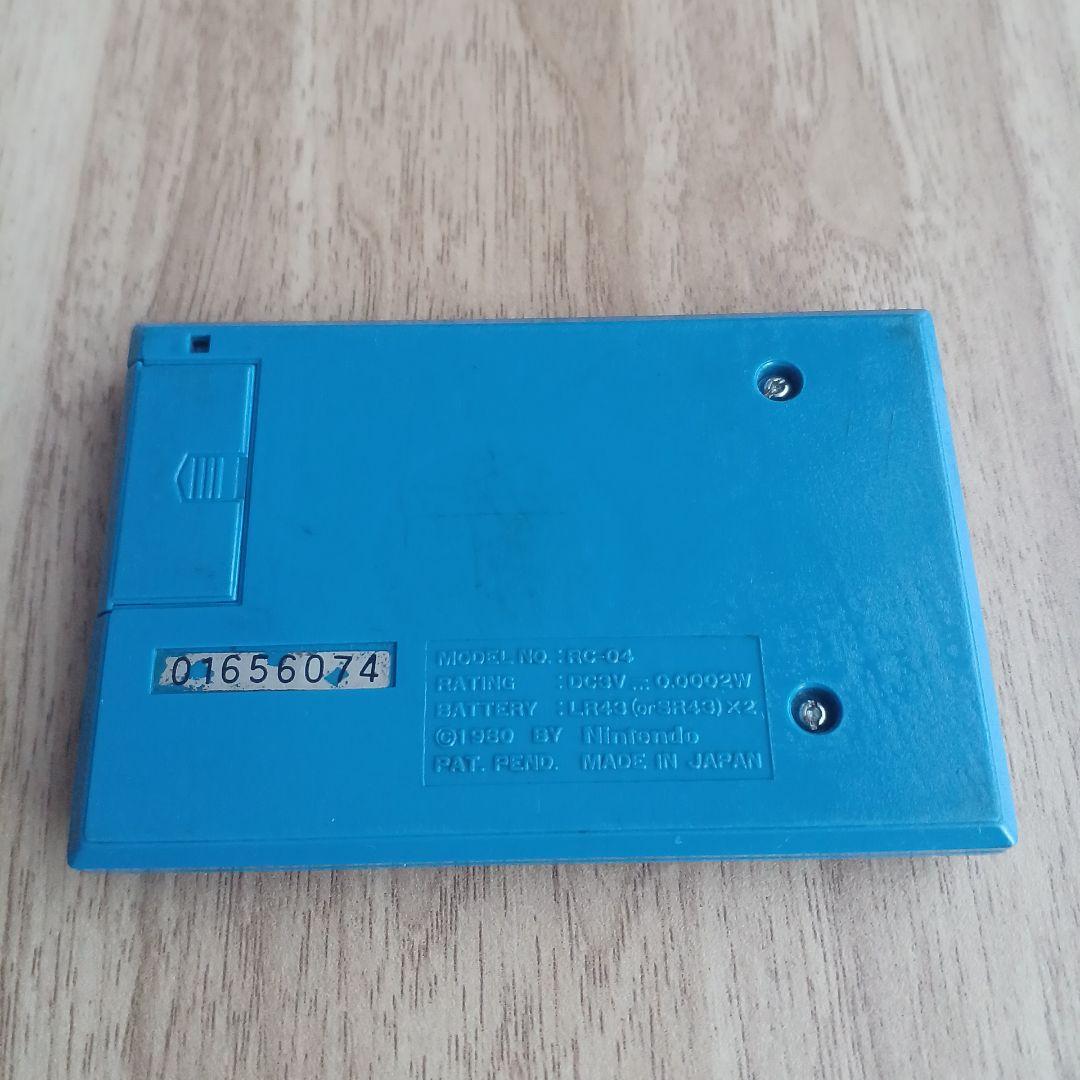 01656074
MODEL NO. :RC-04
RATING :DC3V ⎓ 0.0002W
BATTERY :LR43 (or SR43) X2
©1980 BY Nintendo
PAT. PEND. MADE IN JAPAN